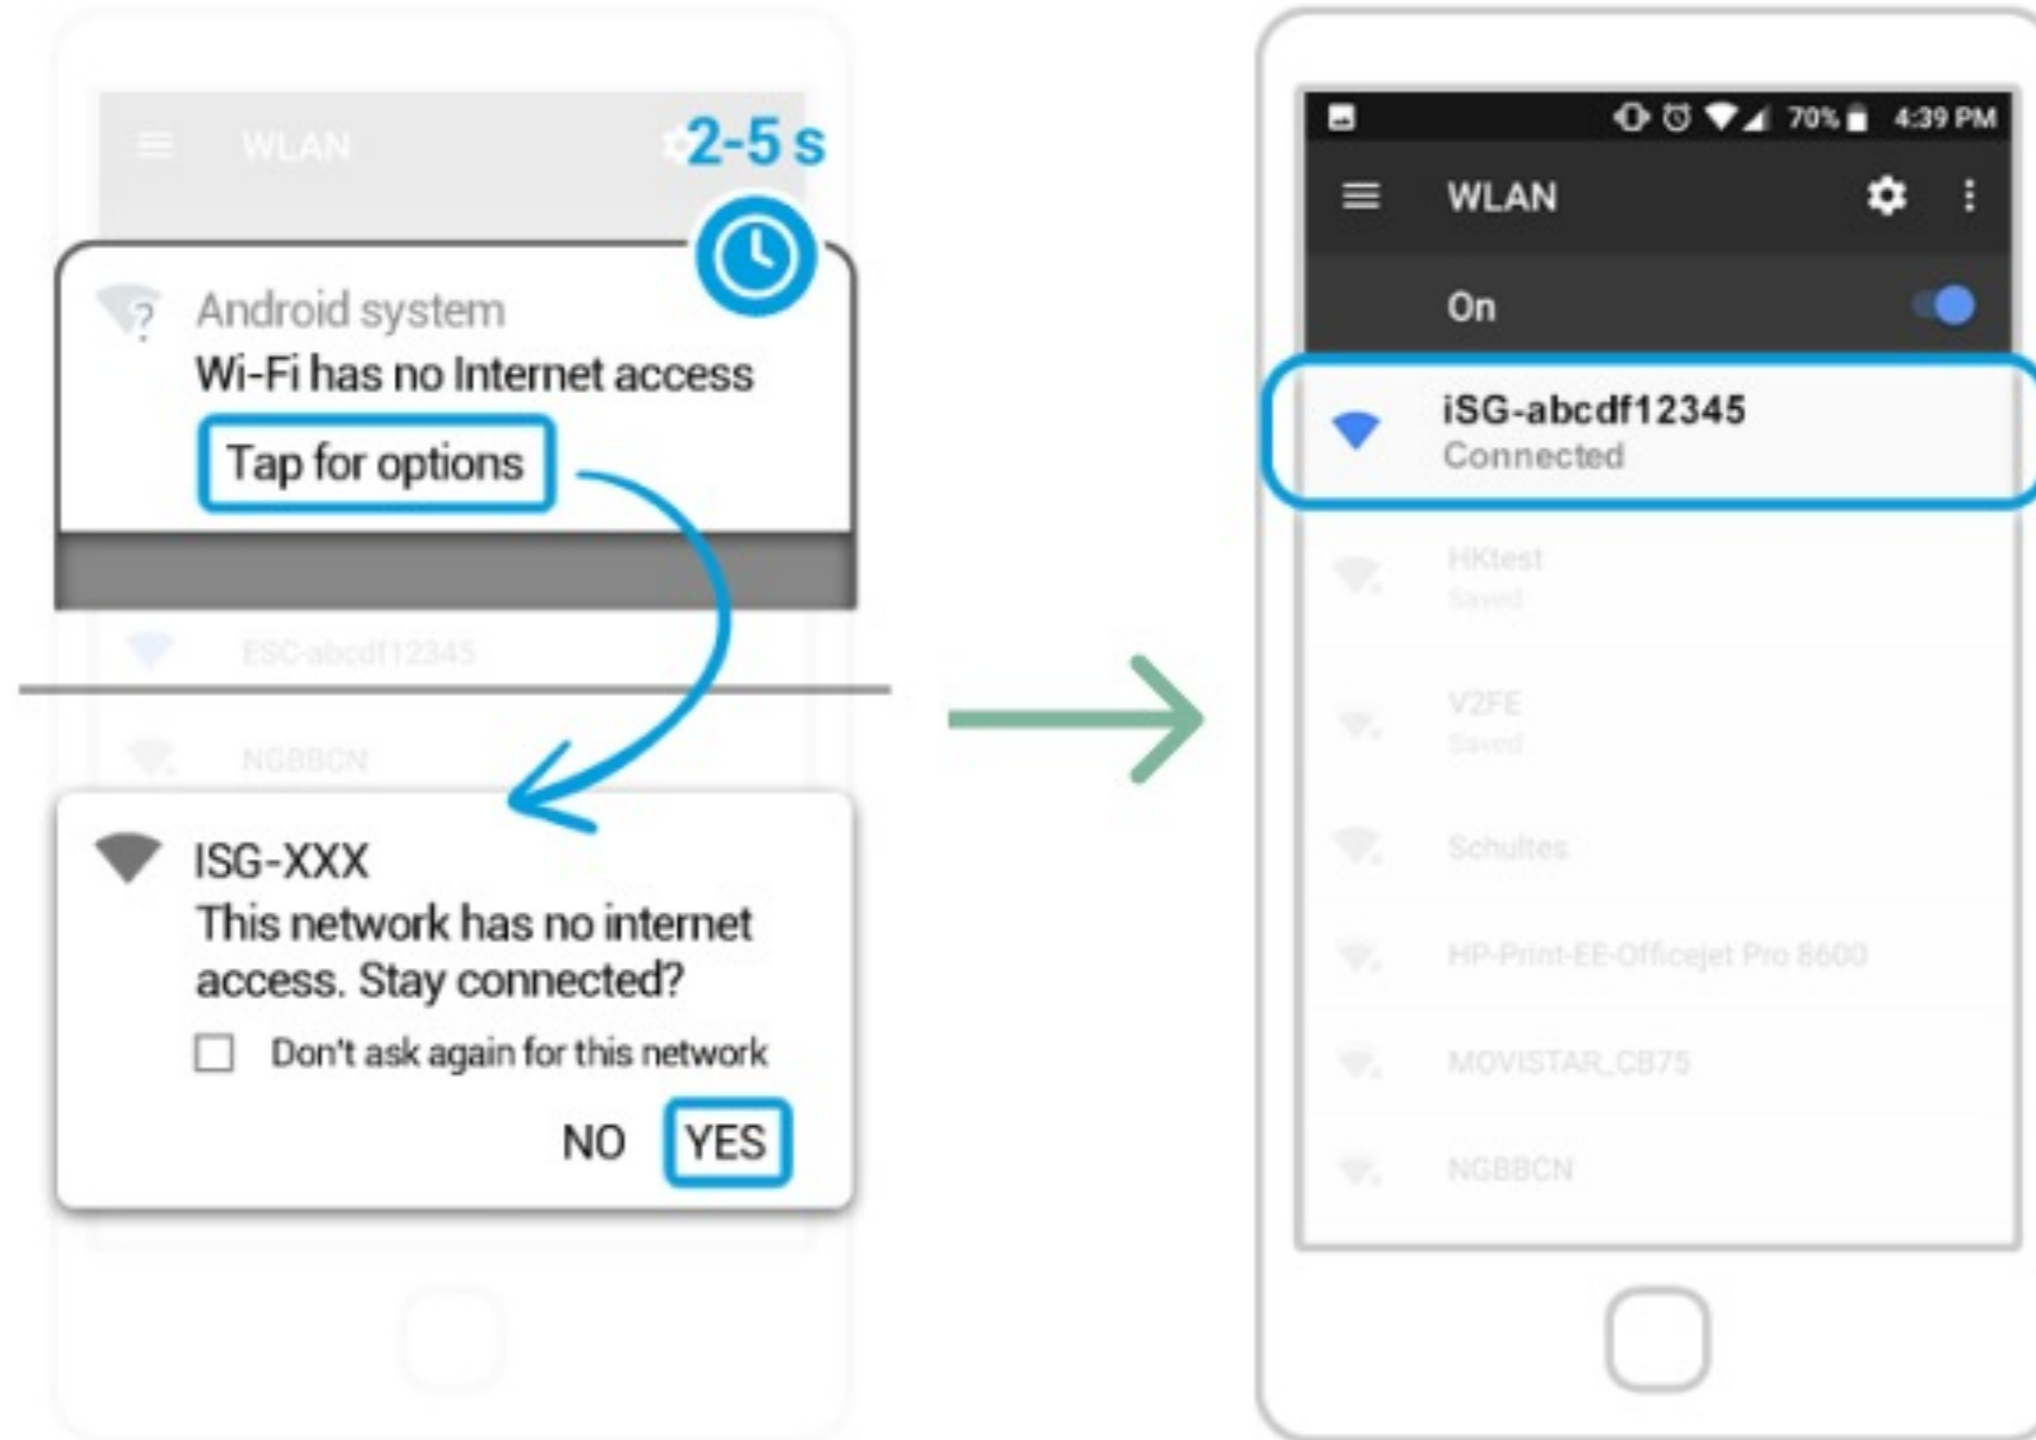 WLAN
2-5 s
Android system
Wi-Fi has no Internet access
Tap for options
ESC-abcdf12345
NGBBCN
ISG-XXX
This network has no internet
access. Stay connected?
Don't ask again for this network
NO YES
70% 4:39 PM
WLAN
On
iSG-abcdf12345
Connected
HKtest
Saved
V2FE
Saved
Schultes
HP-Print-EE-Officejet Pro 8600
MOVISTAR_CB75
NGBBCN